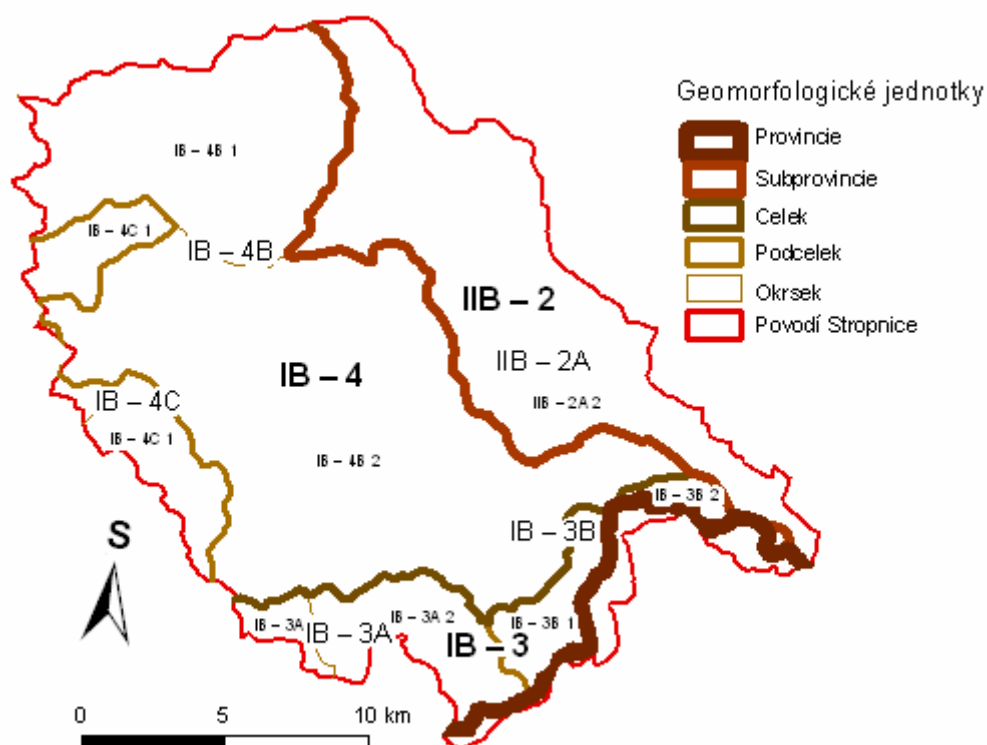 Geomorfologické jednotky
Provincie
Subprovincie
Celek
Podcelek
Okrsek
Povodí Stropnice
IB – 4B 1
IB – 4C 1
IB – 4B
IIB – 2
IIB – 2A
IIB – 2A 2
IB – 4
IB – 4C
IB – 4C 1
IB – 4B 2
IB – 3B 2
IB – 3B
S
IB – 3A
IB – 3A
IB – 3A 2
IB – 3B 1
IB – 3
0 5 10 km